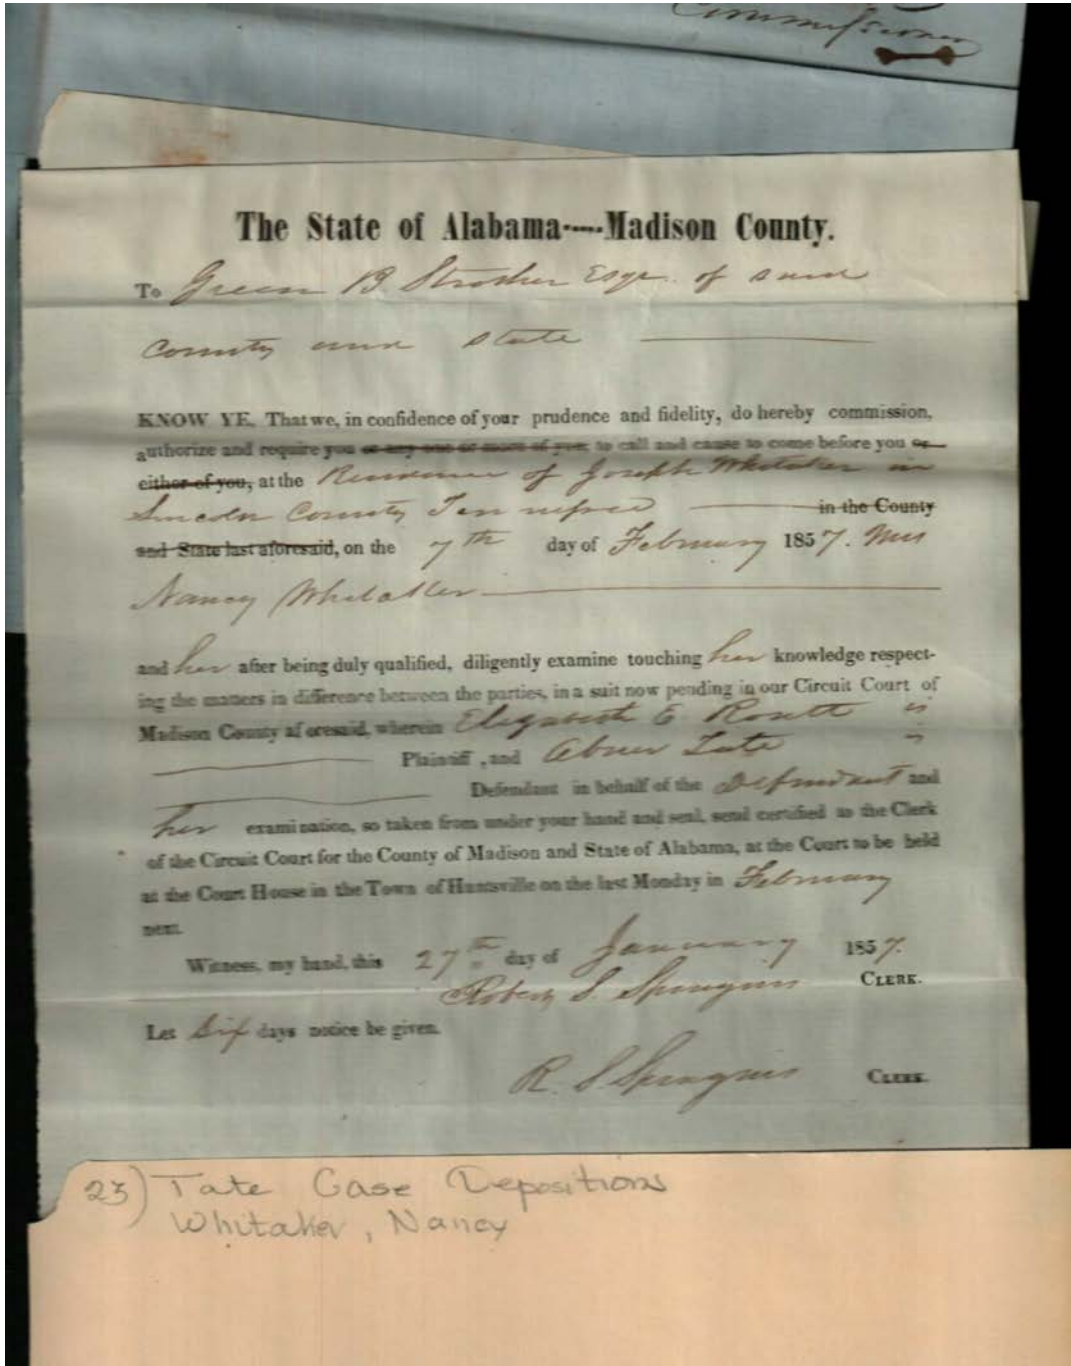 Commissioner
The State of Alabama----Madison County.
To Green B Strother Esqr. of said
County and State
KNOW YE, That we, in confidence of your prudence and fidelity, do hereby commission,
authorize and require you or any one or more of you, to call and cause to come before you or
either of you, at the Residence of Joseph Whitaker in
Lincoln County Tennessee in the County
and State last aforesaid, on the 7th day of February 1857. Mrs
Nancy Whitaker
and her after being duly qualified, diligently examine touching her knowledge respect-
ing the matters in difference between the parties, in a suit now pending in our Circuit Court of
Madison County aforesaid, wherein Elizabeth E. Routt is
Plaintiff, and Abner Tate is
Defendant in behalf of the Defendant and
her examination, so taken from under your hand and seal, send certified to the Clerk
of the Circuit Court for the County of Madison and State of Alabama, at the Court to be held
at the Court House in the Town of Huntsville on the last Monday in February
next.
Witness, my hand, this 27th day of January 1857.
Robert S. Spragins CLERK.
Let Six days notice be given.
R. S. Spragins CLERK.
23) Tate Case Depositions
Whitaker, Nancy